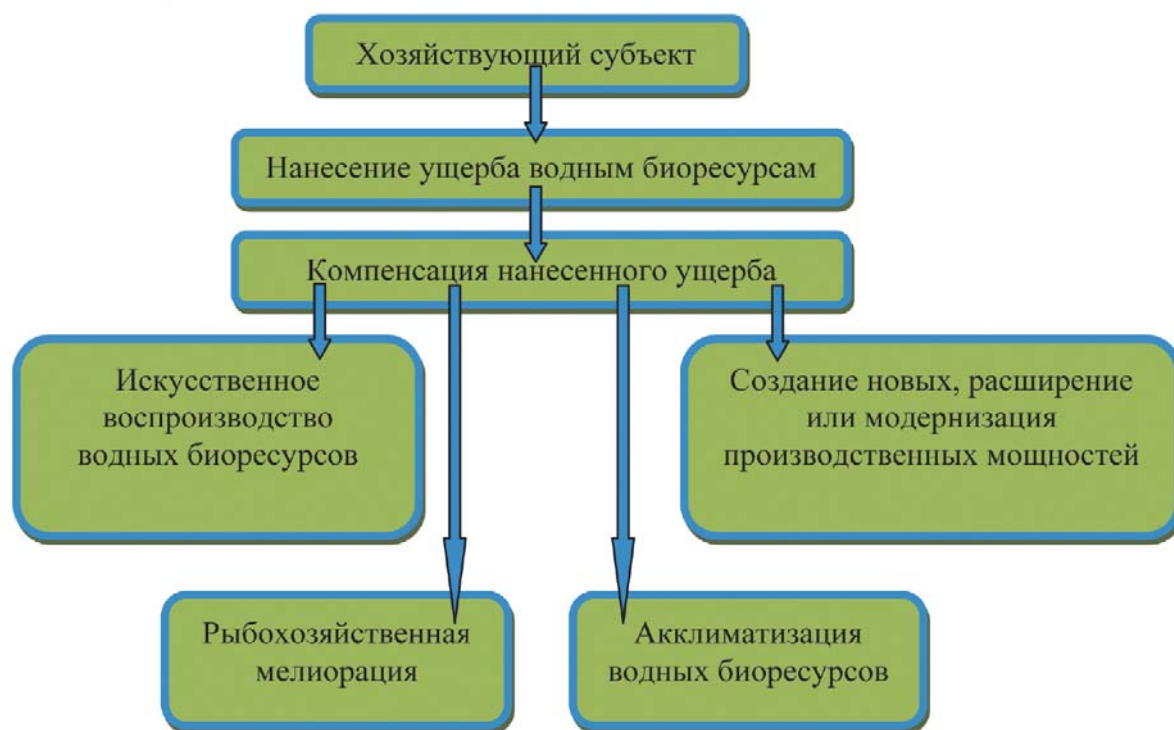 Хозяйствующий субъект
Нанесение ущерба водным биоресурсам
Компенсация нанесенного ущерба
Искусственное
воспроизводство
водных биоресурсов
Создание новых, расширение
или модернизация
производственных мощностей
Рыбохозяйственная
мелиорация
Акклиматизация
водных биоресурсов